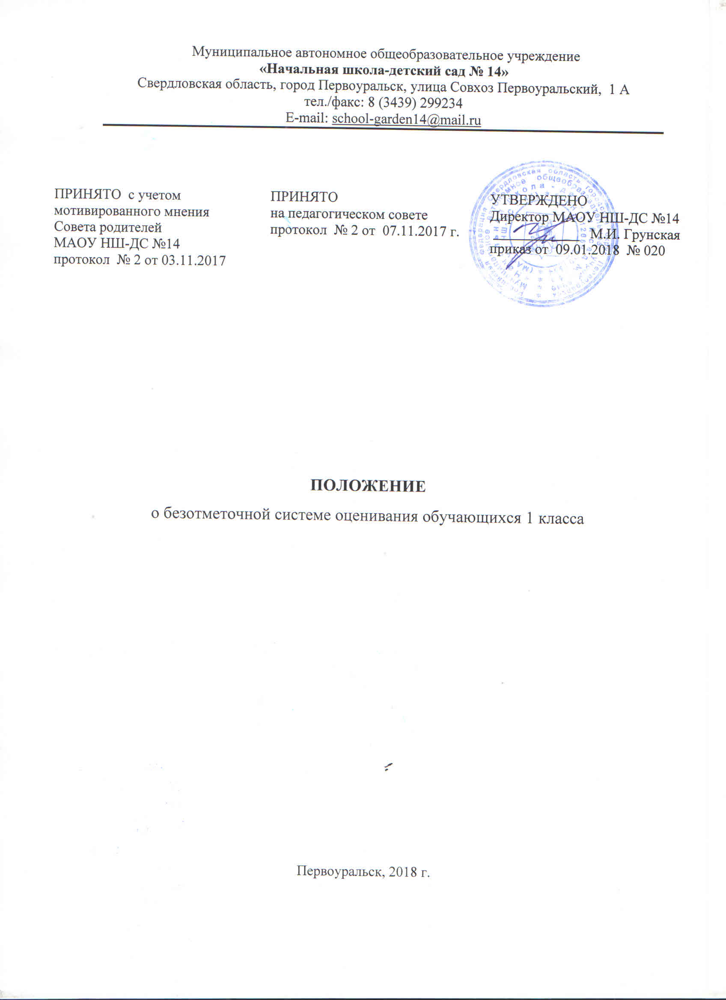 Муниципальное автономное общеобразовательное учреждение
«Начальная школа-детский сад № 14»
Свердловская область, город Первоуральск, улица Совхоз Первоуральский, 1 А
тел./факс: 8 (3439) 299234
E-mail: school-garden14@mail.ru
ПРИНЯТО с учетом
мотивированного мнения
Совета родителей
МАОУ НШ-ДС №14
протокол № 2 от 03.11.2017
ПРИНЯТО
на педагогическом совете
протокол № 2 от 07.11.2017 г.
УТВЕРЖДЕНО
Директор МАОУ НШ-ДС №14
М.И. Грунская
приказ от 09.01.2018 № 020
ПОЛОЖЕНИЕ
о безотметочной системе оценивания обучающихся 1 класса
Первоуральск, 2018 г.